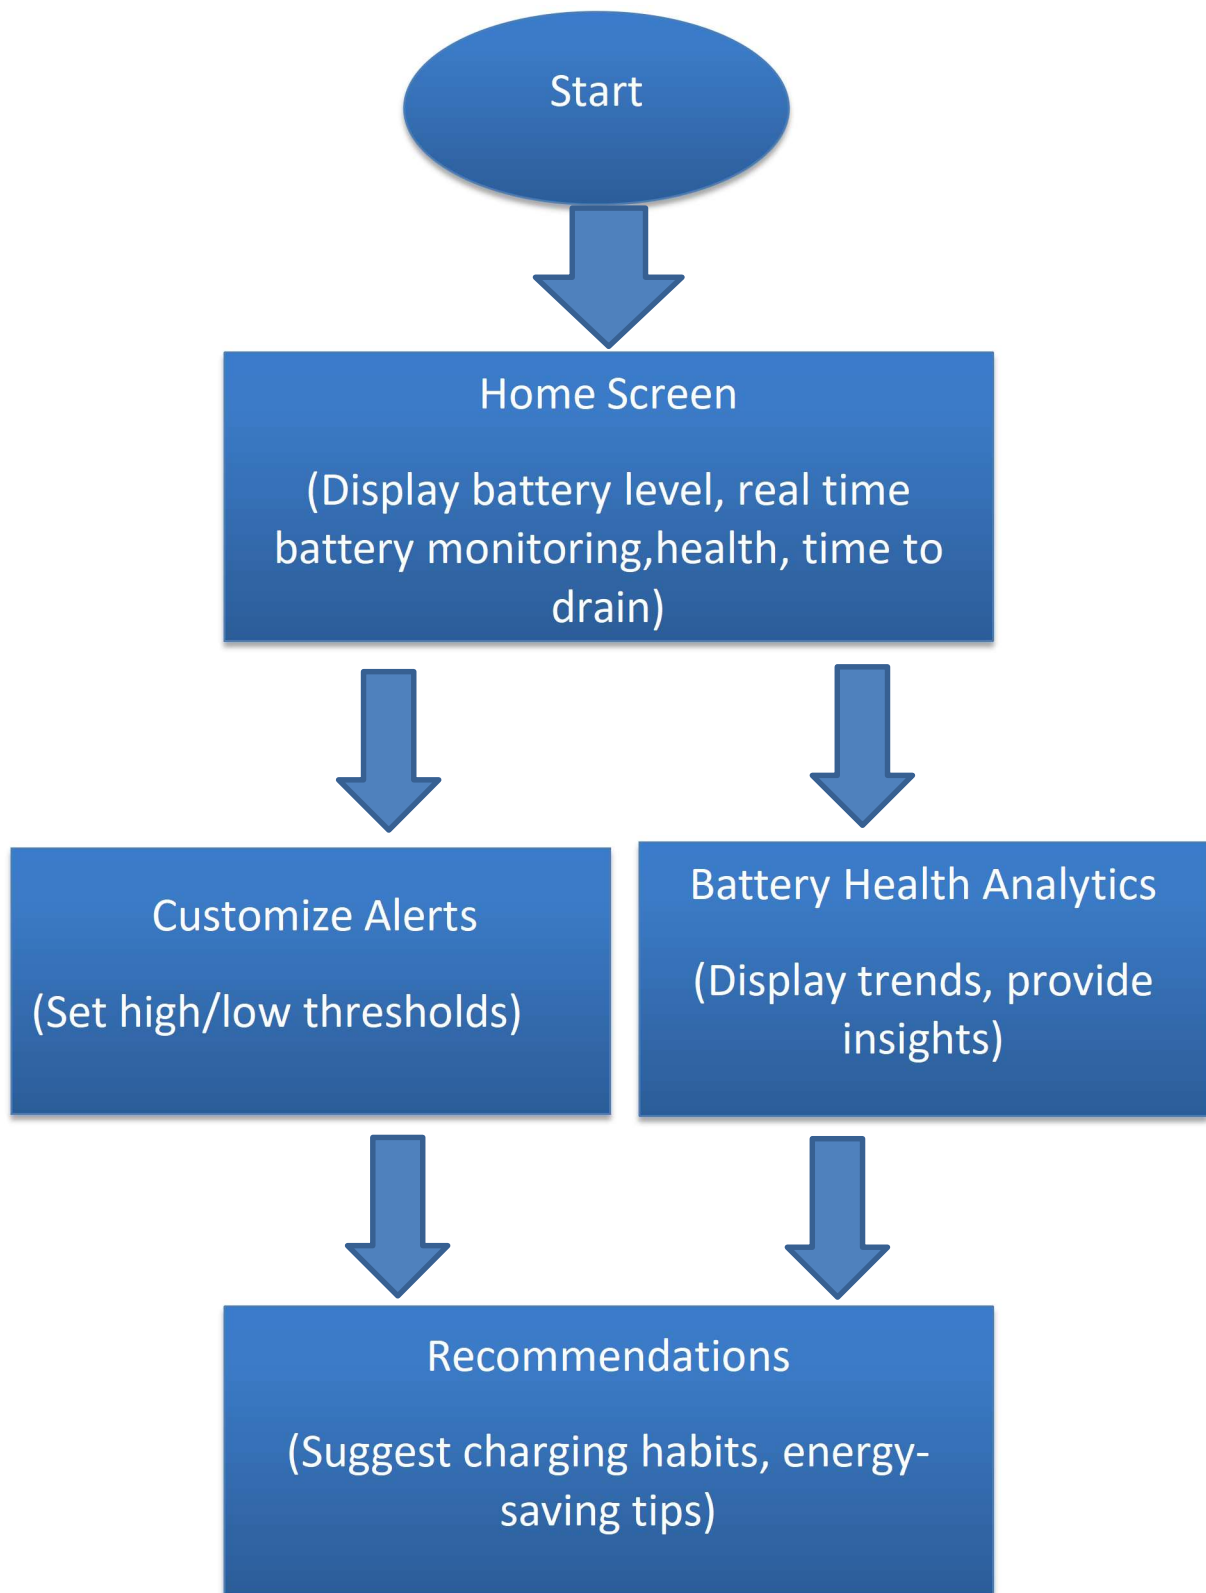 Start
Home Screen
(Display battery level, real time
battery monitoring,health, time to
drain)
Customize Alerts
(Set high/low thresholds)
Battery Health Analytics
(Display trends, provide
insights)
Recommendations
(Suggest charging habits, energy-
saving tips)